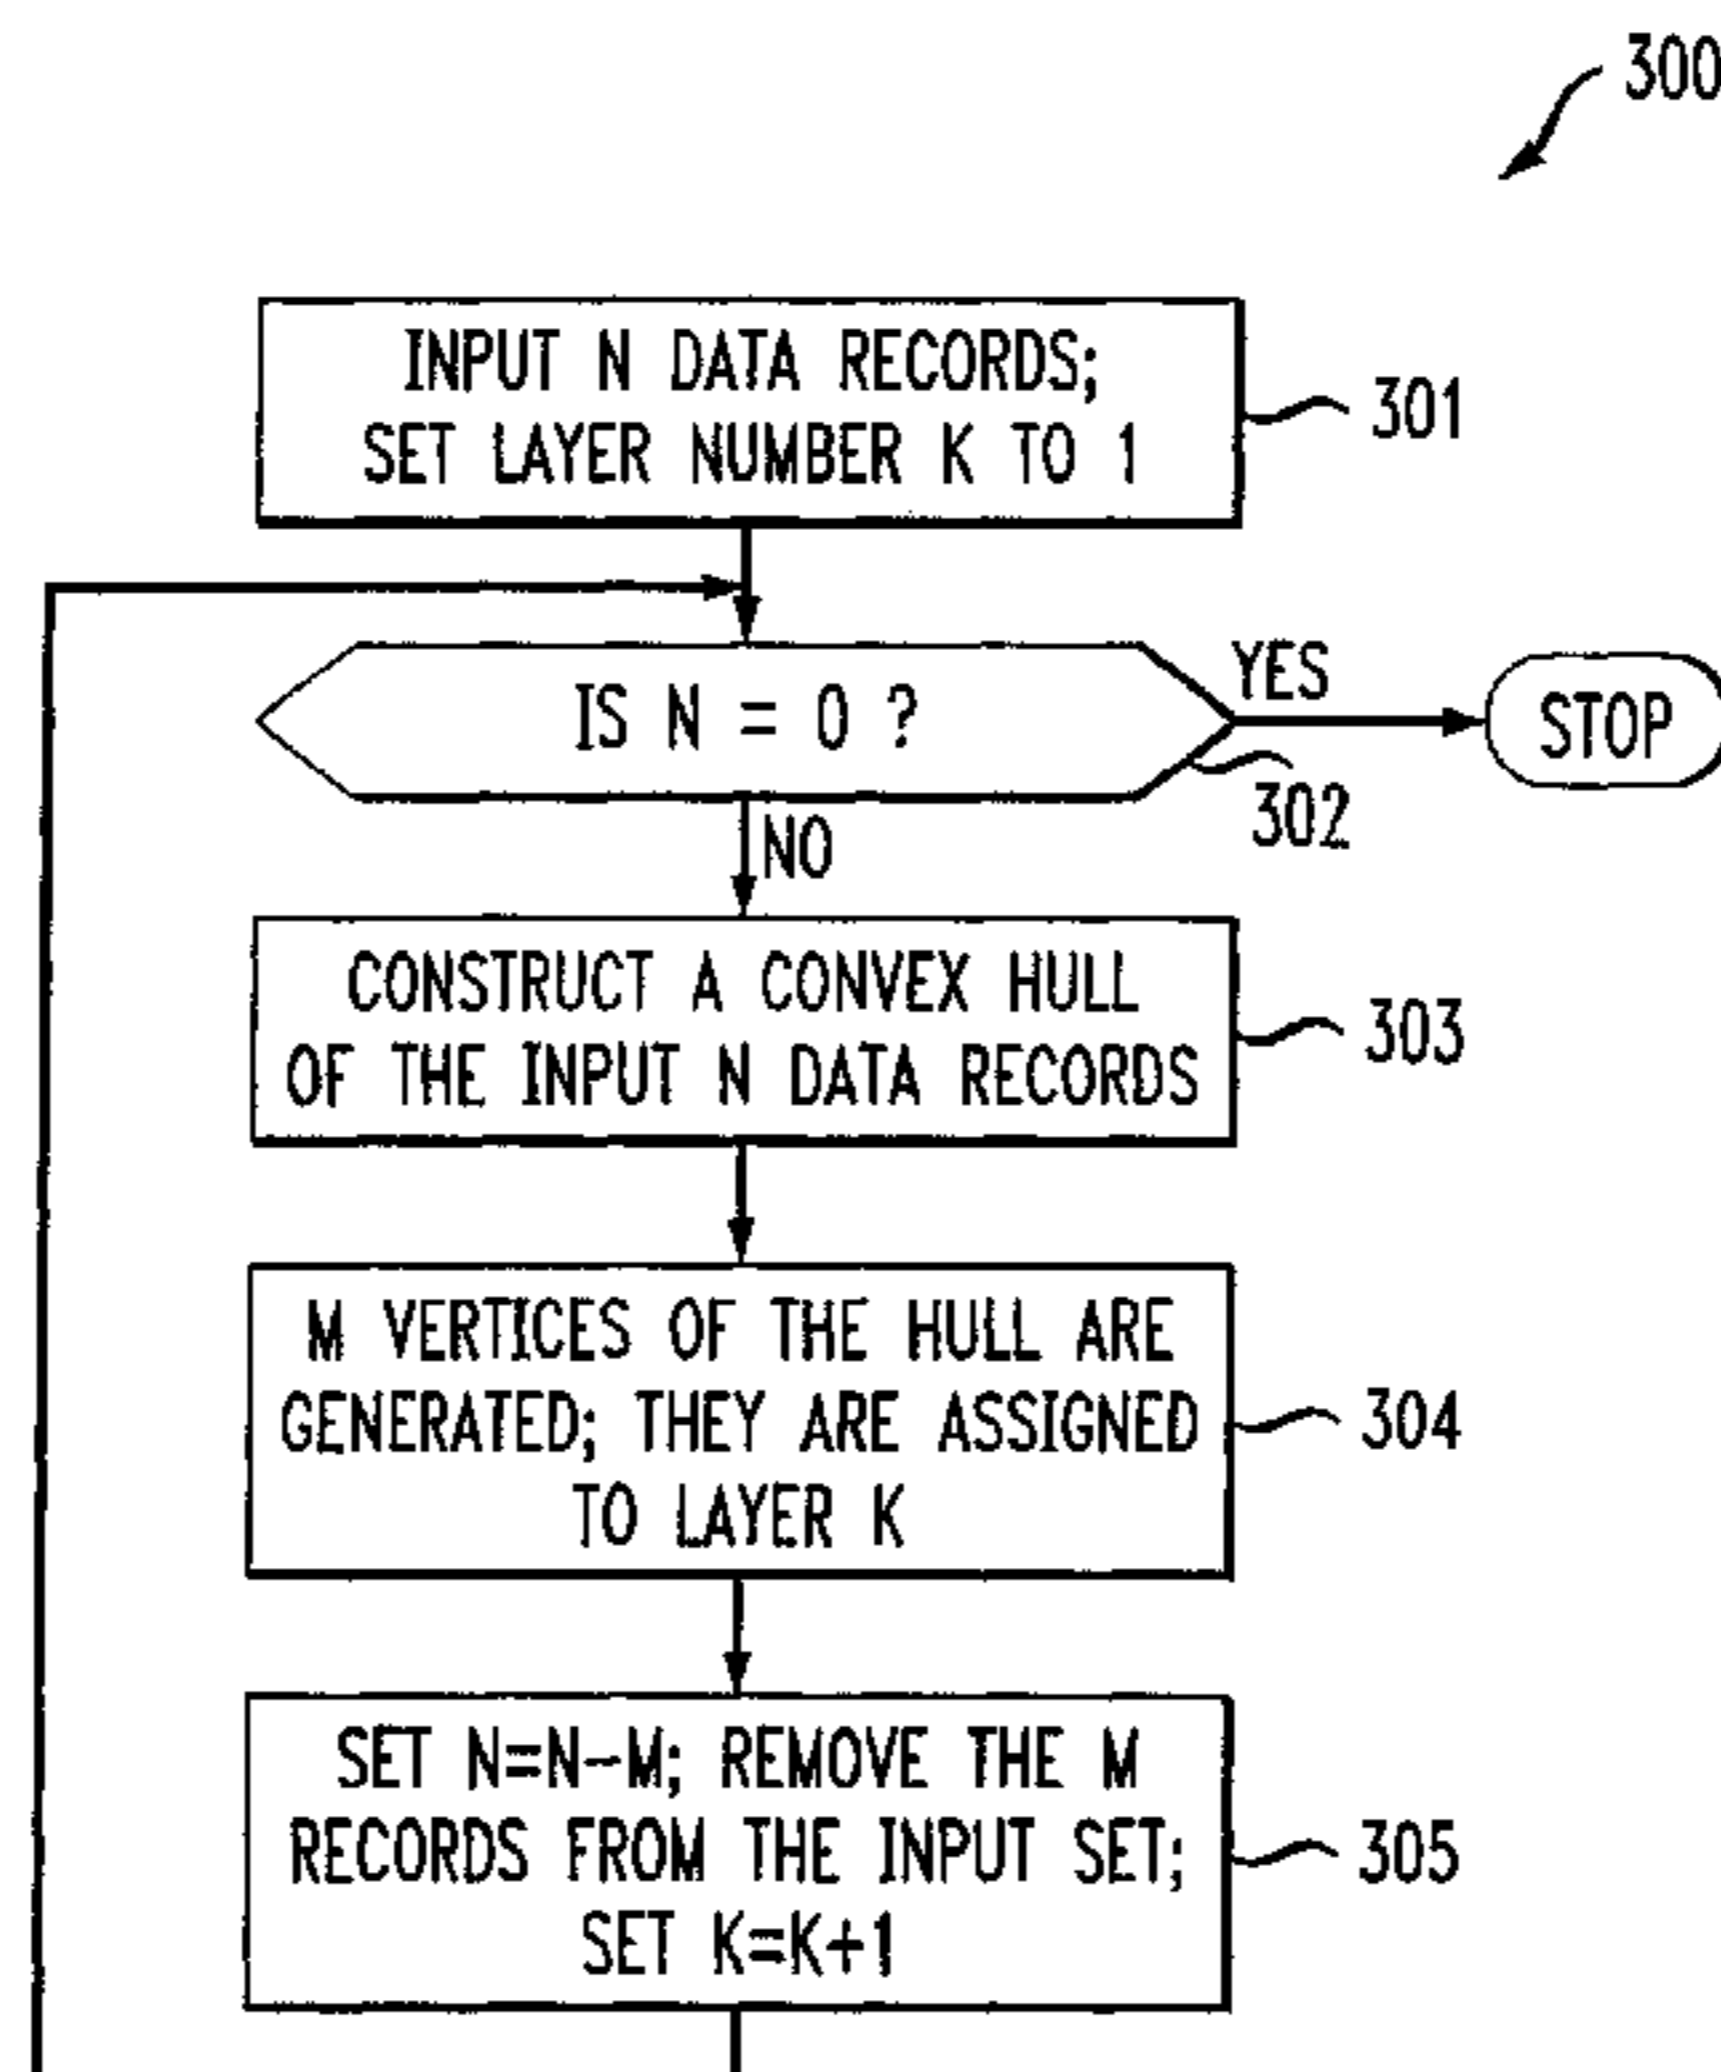 300
INPUT N DATA RECORDS;
SET LAYER NUMBER K TO 1
301
IS N = 0 ?
YES
STOP
302
NO
CONSTRUCT A CONVEX HULL
OF THE INPUT N DATA RECORDS
303
M VERTICES OF THE HULL ARE
GENERATED; THEY ARE ASSIGNED
TO LAYER K
304
SET N=N-M; REMOVE THE M
RECORDS FROM THE INPUT SET;
SET K=K+1
305